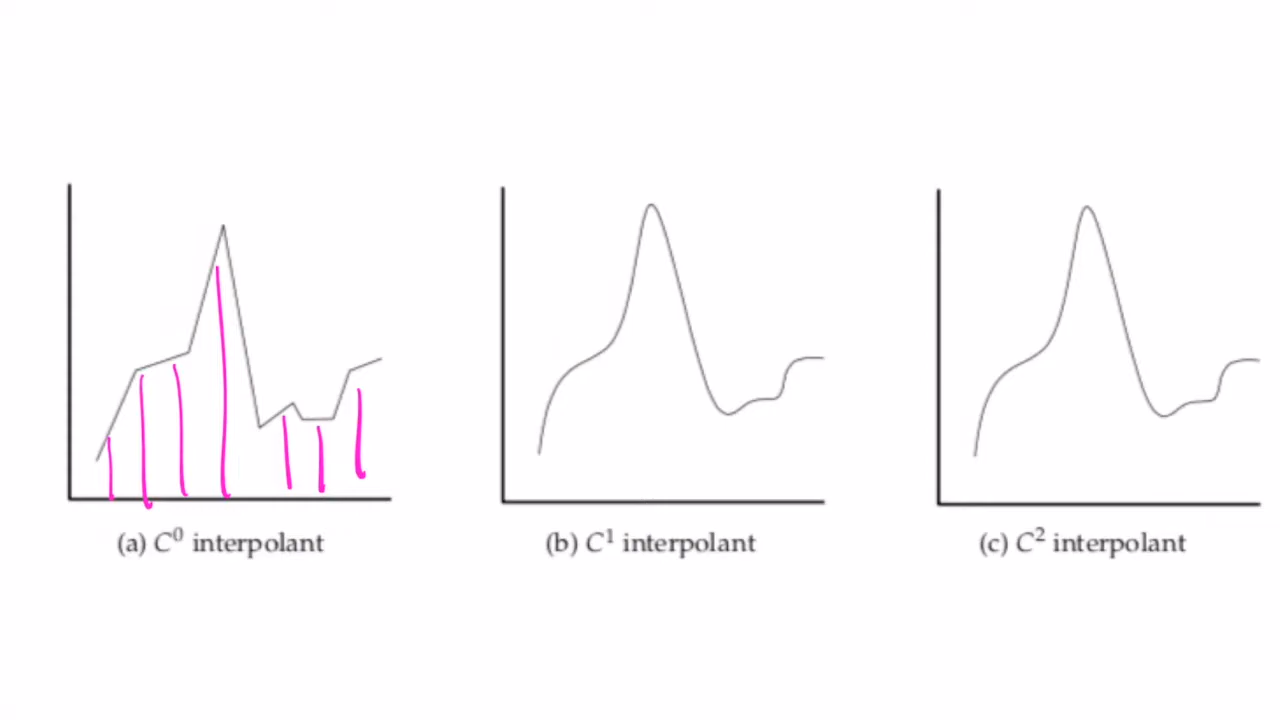 (a) C⁰ interpolant
(b) C¹ interpolant
(c) C² interpolant